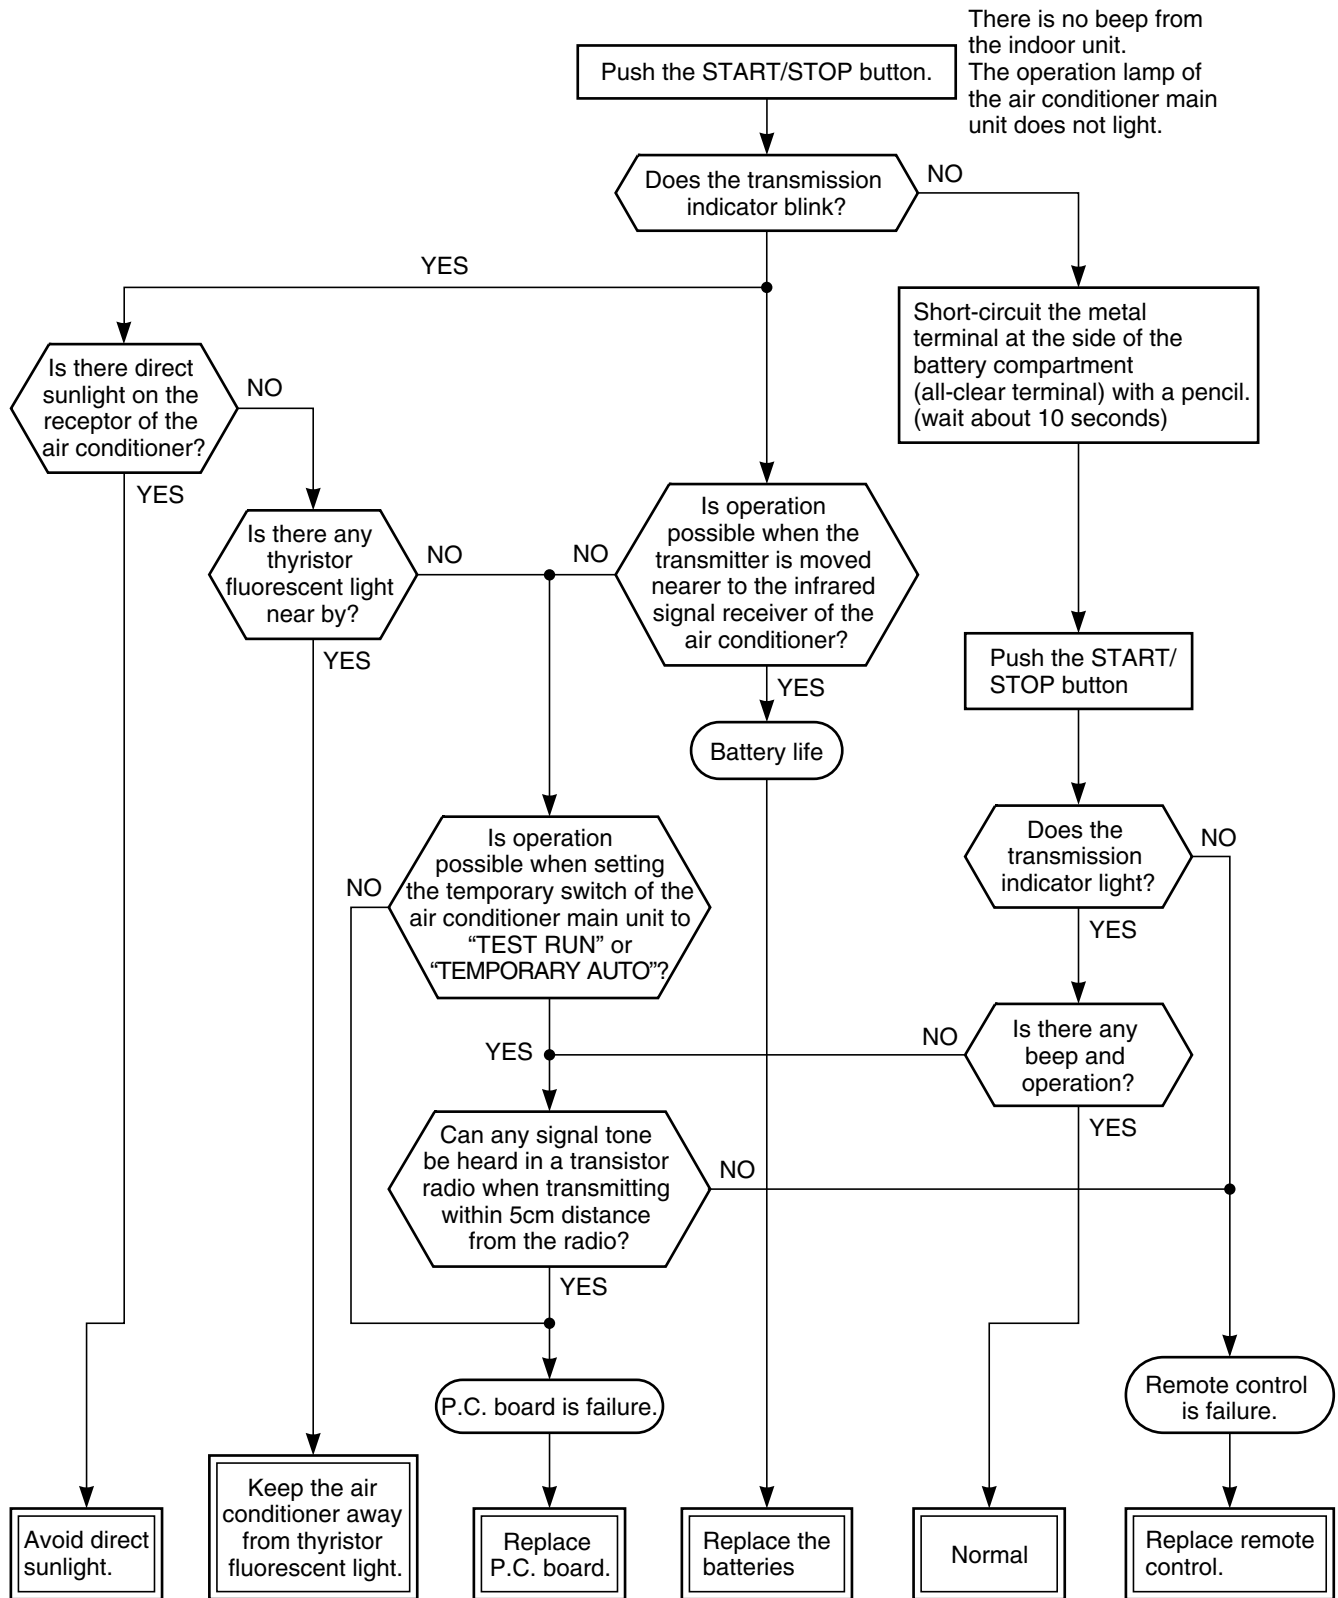 There is no beep from
the indoor unit.
The operation lamp of
the air conditioner main
unit does not light.
Push the START/STOP button.
Does the transmission
indicator blink?
NO
YES
Short-circuit the metal
terminal at the side of the
battery compartment
(all-clear terminal) with a pencil.
(wait about 10 seconds)
Is there direct
sunlight on the
receptor of the
air conditioner?
NO
YES
Is there any
thyristor
fluorescent light
near by?
NO
YES
NO
Is operation
possible when the
transmitter is moved
nearer to the infrared
signal receiver of the
air conditioner?
YES
Battery life
Push the START/
STOP button
Does the
transmission
indicator light?
NO
YES
Is operation
possible when setting
the temporary switch of the
air conditioner main unit to
“TEST RUN” or
“TEMPORARY AUTO”?
NO
YES
Is there any
beep and
operation?
NO
YES
Can any signal tone
be heard in a transistor
radio when transmitting
within 5cm distance
from the radio?
NO
YES
P.C. board is failure.
Remote control
is failure.
Avoid direct
sunlight.
Keep the air
conditioner away
from thyristor
fluorescent light.
Replace
P.C. board.
Replace the
batteries
Normal
Replace remote
control.